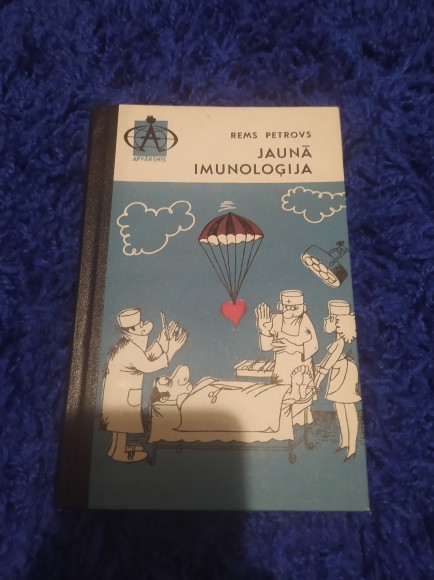 A
APVĀRSNIS
REMS PETROVS
JAUNĀ
IMUNOLOĢIJA